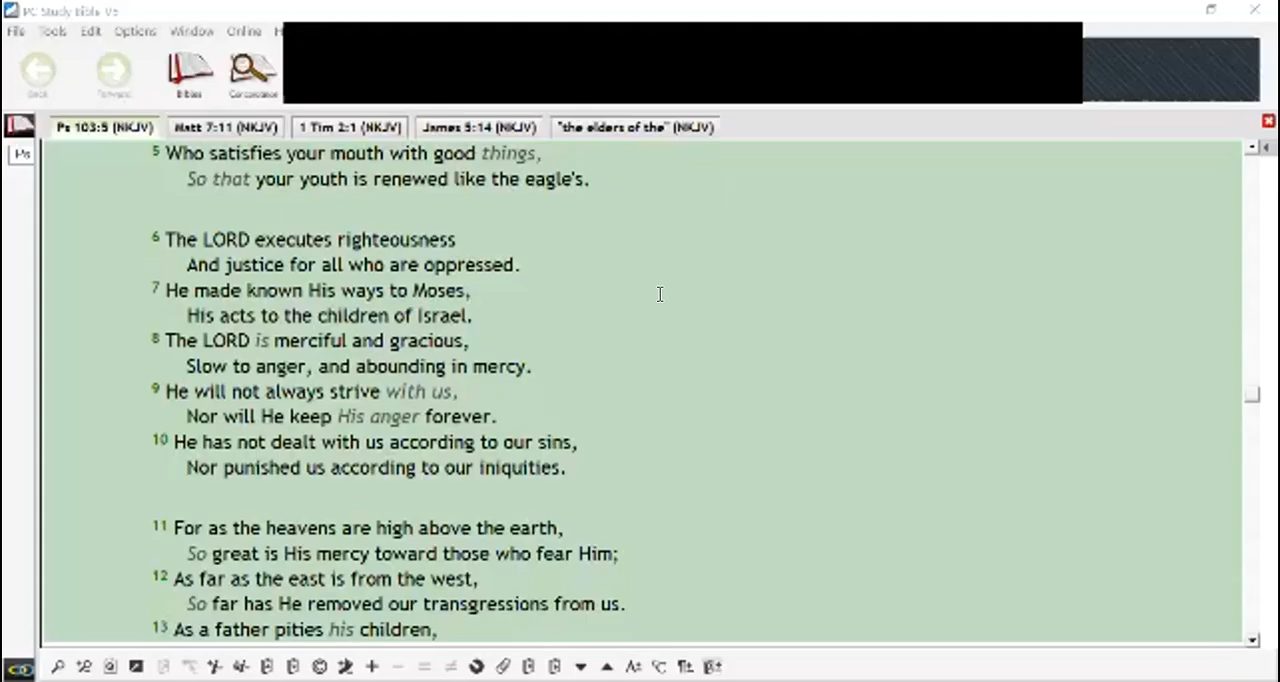 PC Study Bible V5
File Tools Edit Options Window Online H
Back Forward Bibles Concordance
Ps 103:5 (NKJV) Matt 7:11 (NKJV) 1 Tim 2:1 (NKJV) James 5:14 (NKJV) "the elders of the" (NKJV)
Ps
5 Who satisfies your mouth with good things,
So that your youth is renewed like the eagle's.
6 The LORD executes righteousness
And justice for all who are oppressed.
7 He made known His ways to Moses,
His acts to the children of Israel.
8 The LORD is merciful and gracious,
Slow to anger, and abounding in mercy.
9 He will not always strive with us,
Nor will He keep His anger forever.
10 He has not dealt with us according to our sins,
Nor punished us according to our iniquities.
11 For as the heavens are high above the earth,
So great is His mercy toward those who fear Him;
12 As far as the east is from the west,
So far has He removed our transgressions from us.
13 As a father pities his children,